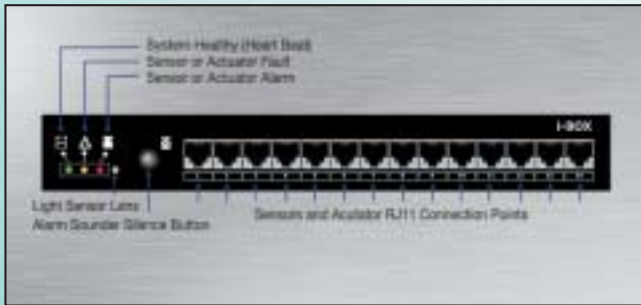 System Healthy (Heart Beat)
Sensor or Actuator Fault
Sensor or Actuator Alarm
i-BOX
Light Sensor Lens
Alarm Sounder Silence Button
Sensors and Acutator RJ11 Connection Points